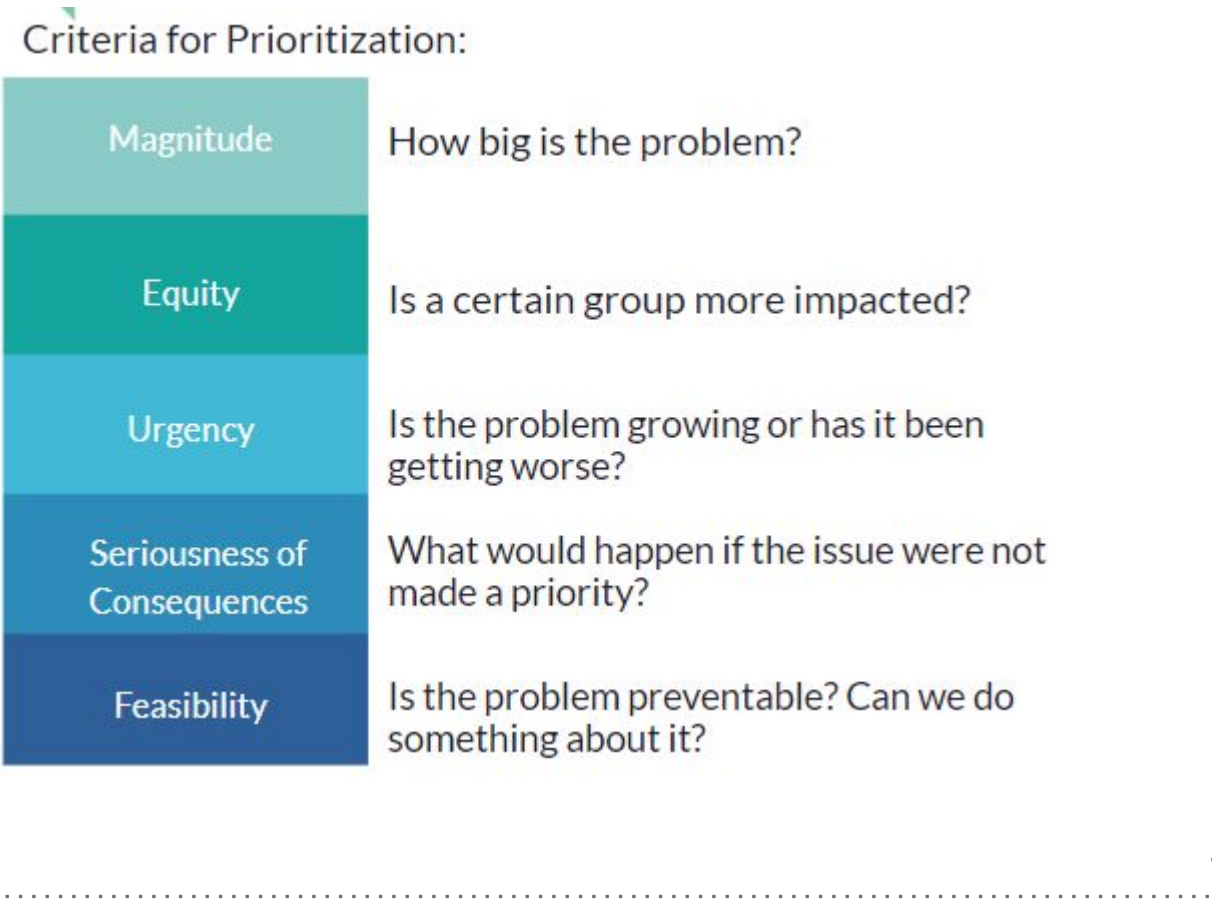 Criteria for Prioritization:
Magnitude
How big is the problem?
Equity
Is a certain group more impacted?
Urgency
Is the problem growing or has it been
getting worse?
Seriousness of
Consequences
What would happen if the issue were not
made a priority?
Feasibility
Is the problem preventable? Can we do
something about it?